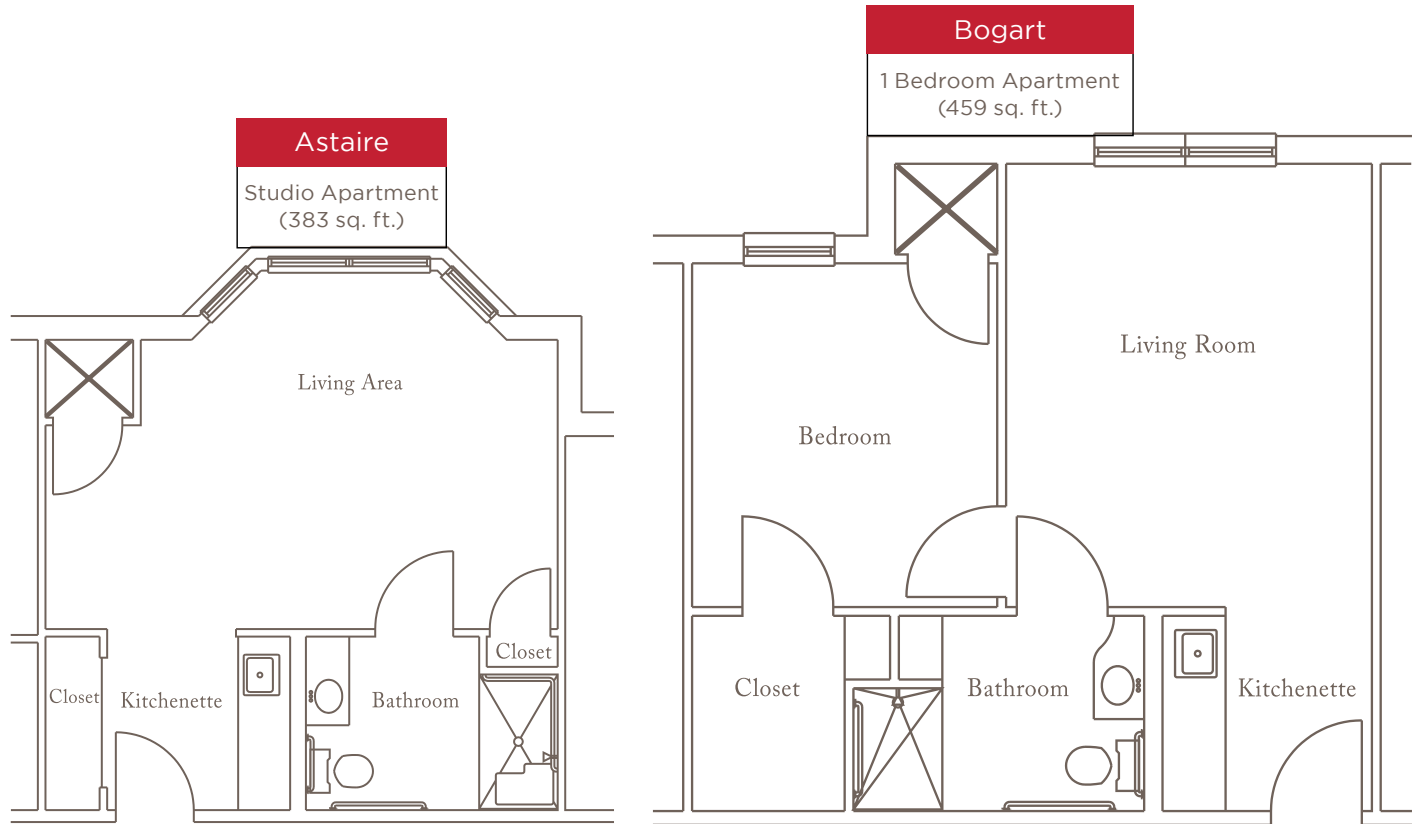 Astaire
Studio Apartment
(383 sq. ft.)
Living Area
Closet
Closet
Kitchenette
Bathroom
Bogart
1 Bedroom Apartment
(459 sq. ft.)
Living Room
Bedroom
Closet
Bathroom
Kitchenette